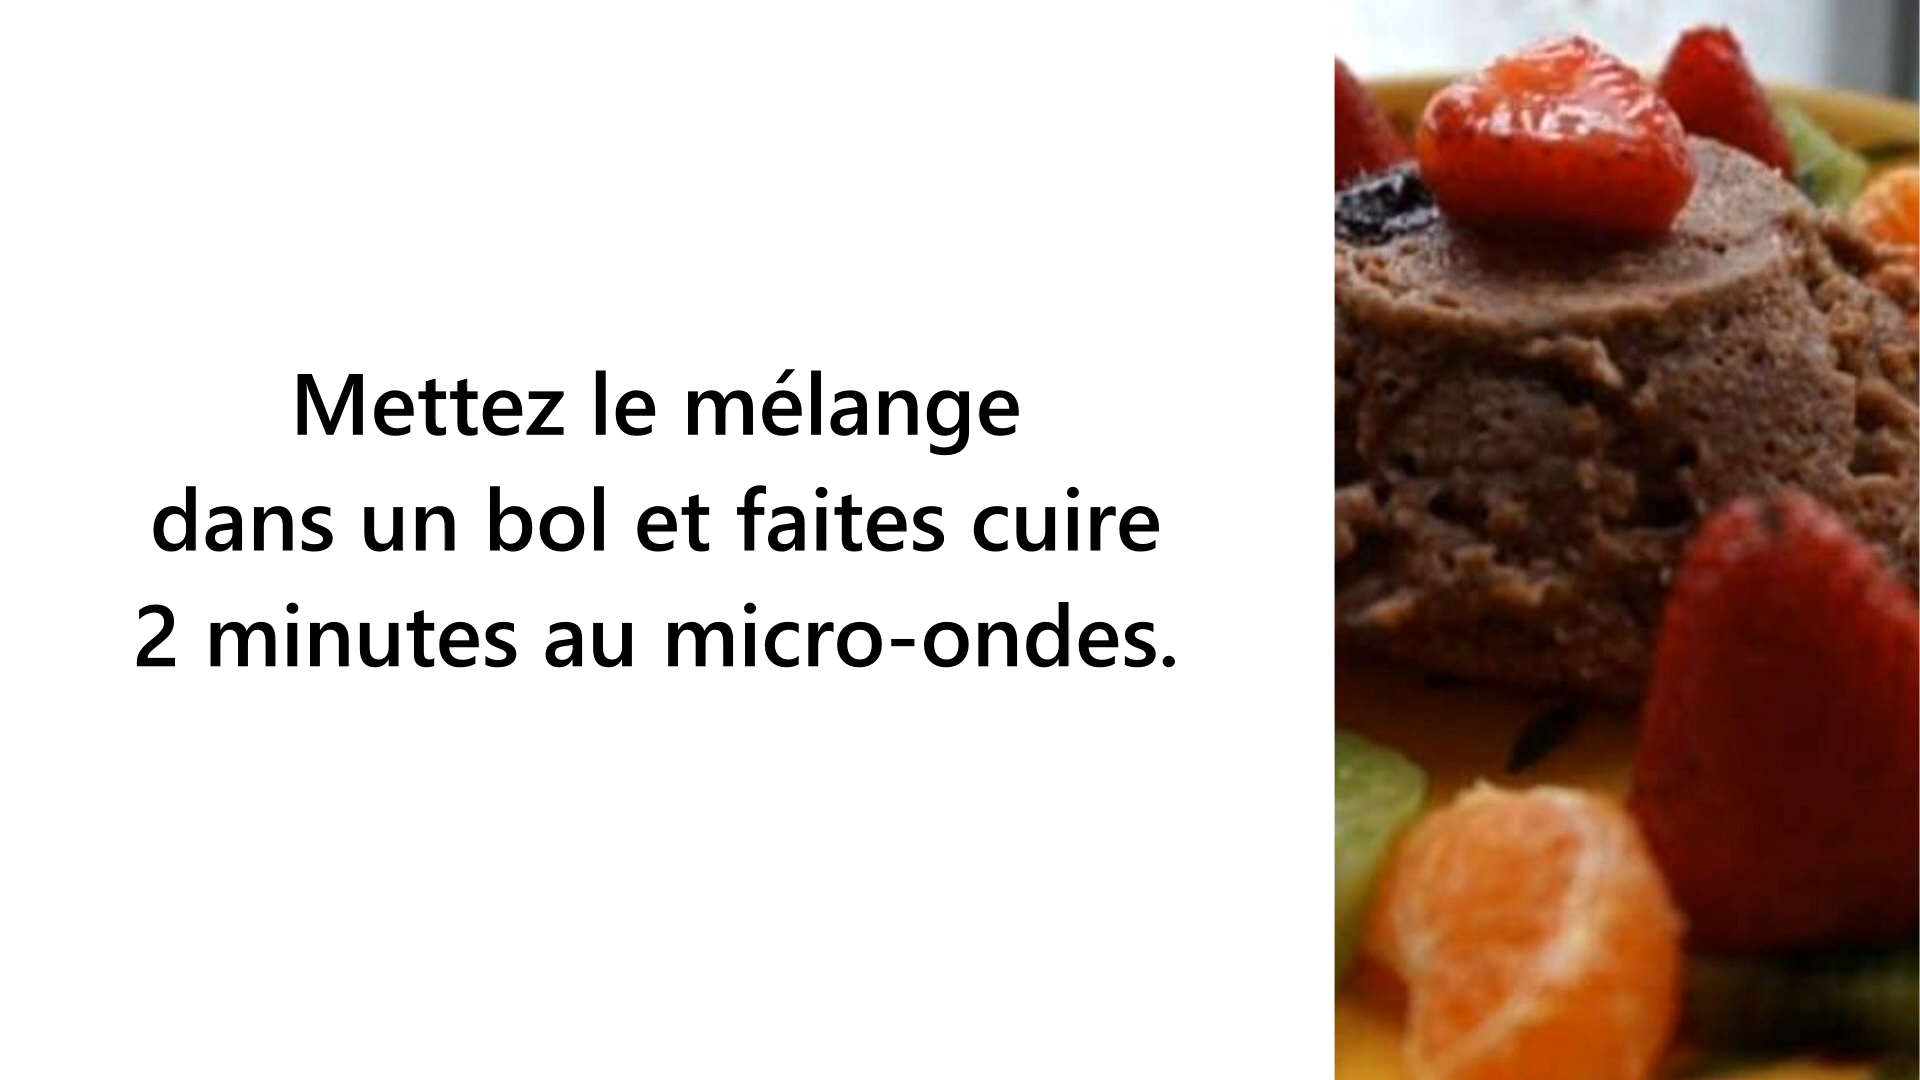 Mettez le mélange
dans un bol et faites cuire
2 minutes au micro-ondes.